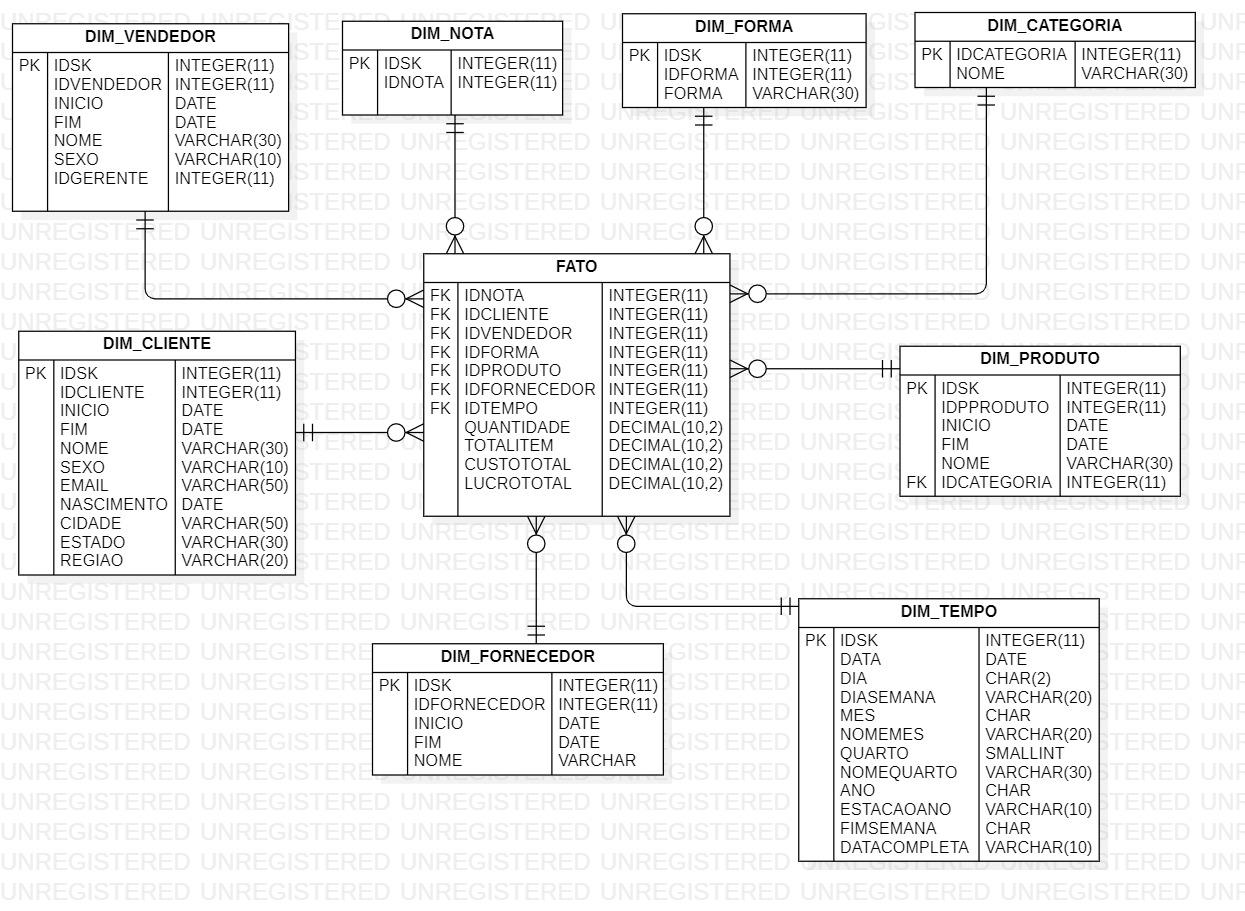 DIM_VENDEDOR
PK IDSK INTEGER(11)
IDVENDEDOR INTEGER(11)
INICIO DATE
FIM DATE
NOME VARCHAR(30)
SEXO VARCHAR(10)
IDGERENTE INTEGER(11)
DIM_NOTA
PK IDSK INTEGER(11)
IDNOTA INTEGER(11)
DIM_FORMA
PK IDSK INTEGER(11)
IDFORMA INTEGER(11)
FORMA VARCHAR(30)
DIM_CATEGORIA
PK IDCATEGORIA INTEGER(11)
NOME VARCHAR(30)
FATO
FK IDNOTA INTEGER(11)
FK IDCLIENTE INTEGER(11)
FK IDVENDEDOR INTEGER(11)
FK IDFORMA INTEGER(11)
FK IDPRODUTO INTEGER(11)
FK IDFORNECEDOR INTEGER(11)
FK IDTEMPO INTEGER(11)
QUANTIDADE DECIMAL(10,2)
TOTALITEM DECIMAL(10,2)
CUSTOTOTAL DECIMAL(10,2)
LUCROTOTAL DECIMAL(10,2)
DIM_CLIENTE
PK IDSK INTEGER(11)
IDCLIENTE INTEGER(11)
INICIO DATE
FIM DATE
NOME VARCHAR(30)
SEXO VARCHAR(10)
EMAIL VARCHAR(50)
NASCIMENTO DATE
CIDADE VARCHAR(50)
ESTADO VARCHAR(30)
REGIAO VARCHAR(20)
DIM_PRODUTO
PK IDSK INTEGER(11)
IDPPRODUTO INTEGER(11)
INICIO DATE
FIM DATE
NOME VARCHAR(30)
FK IDCATEGORIA INTEGER(11)
DIM_FORNECEDOR
PK IDSK INTEGER(11)
IDFORNECEDOR INTEGER(11)
INICIO DATE
FIM DATE
NOME VARCHAR
DIM_TEMPO
PK IDSK INTEGER(11)
DATA DATE
DIA CHAR(2)
DIASEMANA VARCHAR(20)
MES CHAR
NOMEMES VARCHAR(20)
QUARTO SMALLINT
NOMEQUARTO VARCHAR(30)
ANO CHAR
ESTACAOANO VARCHAR(10)
FIMSEMANA CHAR
DATACOMPLETA VARCHAR(10)
UNREGISTERED